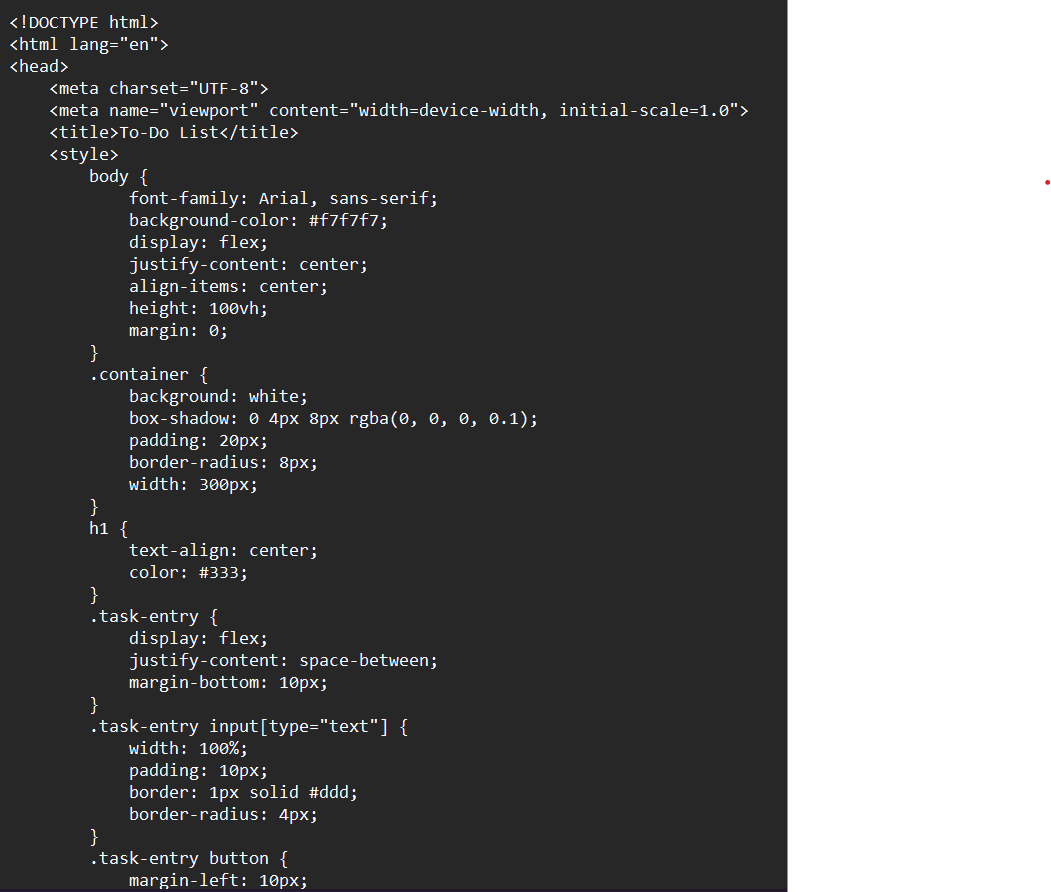 <!DOCTYPE html>
<html lang="en">
<head>
    <meta charset="UTF-8">
    <meta name="viewport" content="width=device-width, initial-scale=1.0">
    <title>To-Do List</title>
    <style>
        body {
            font-family: Arial, sans-serif;
            background-color: #f7f7f7;
            display: flex;
            justify-content: center;
            align-items: center;
            height: 100vh;
            margin: 0;
        }
        .container {
            background: white;
            box-shadow: 0 4px 8px rgba(0, 0, 0, 0.1);
            padding: 20px;
            border-radius: 8px;
            width: 300px;
        }
        h1 {
            text-align: center;
            color: #333;
        }
        .task-entry {
            display: flex;
            justify-content: space-between;
            margin-bottom: 10px;
        }
        .task-entry input[type="text"] {
            width: 100%;
            padding: 10px;
            border: 1px solid #ddd;
            border-radius: 4px;
        }
        .task-entry button {
            margin-left: 10px;